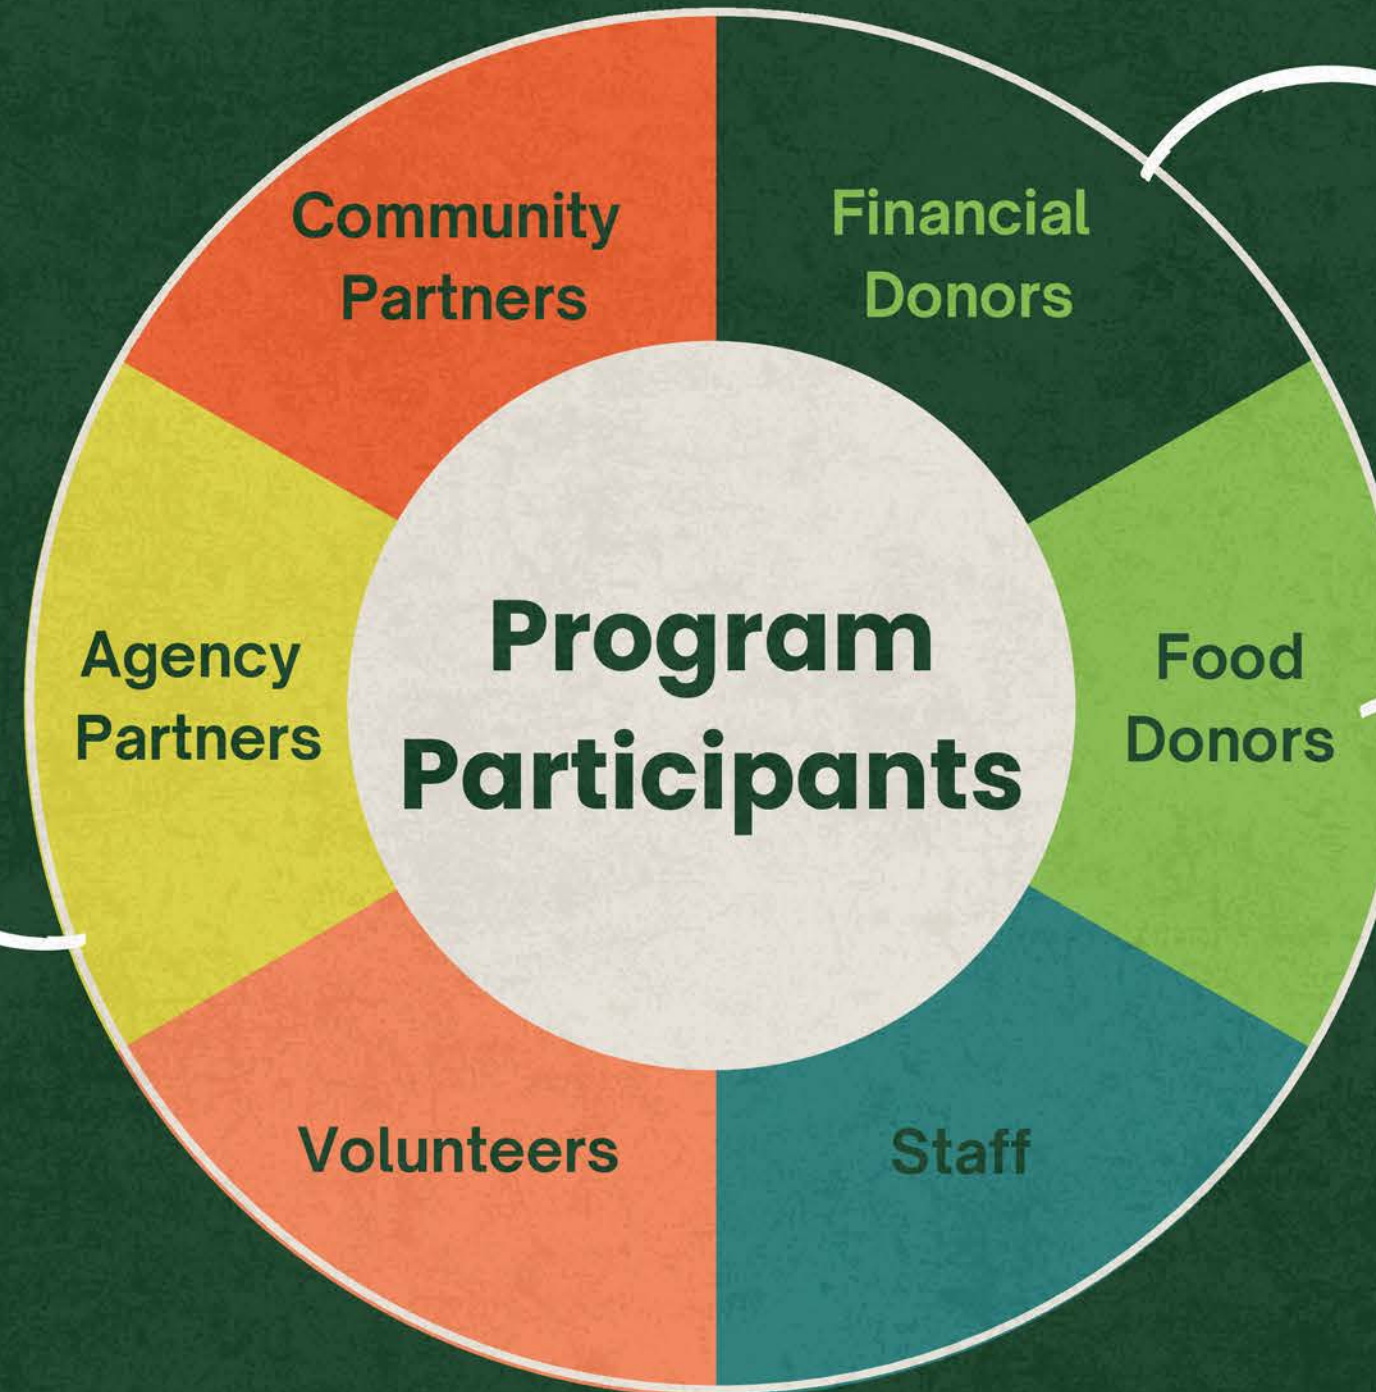 Community
Partners
Financial
Donors
Agency
Partners
Program
Participants
Food
Donors
Volunteers
Staff